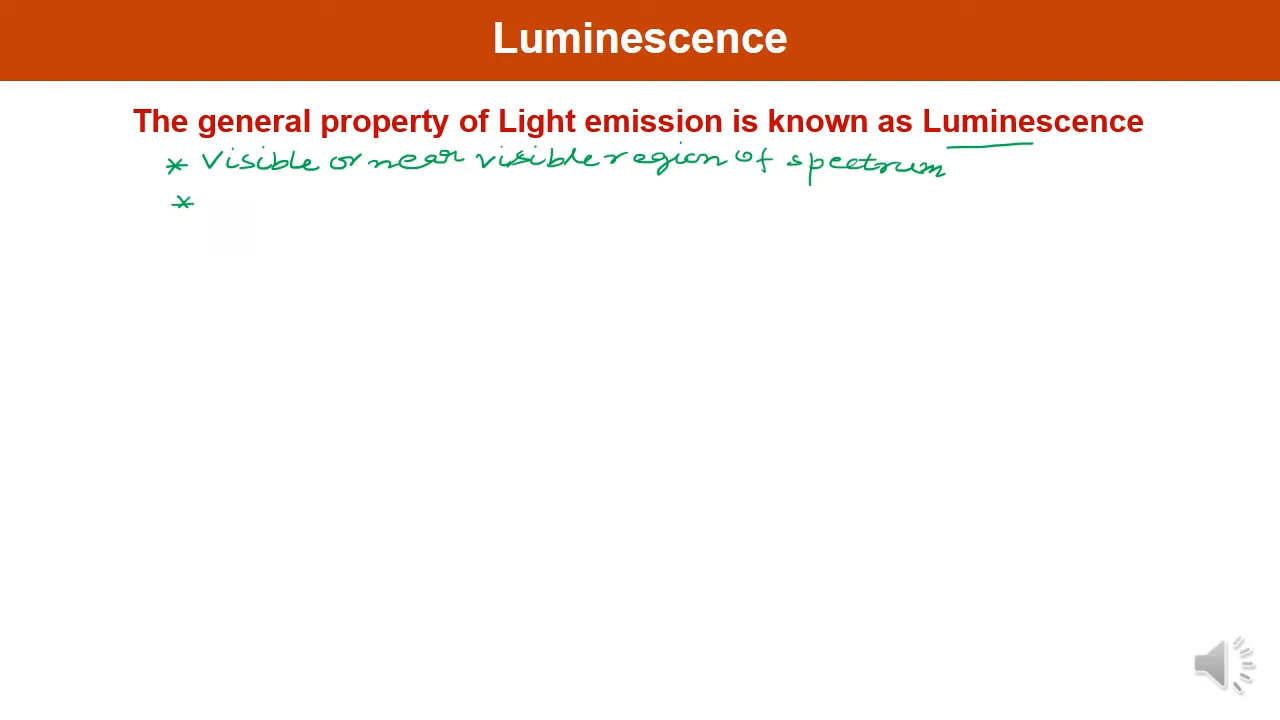 Luminescence
The general property of Light emission is known as Luminescence
* Visible or near visible region of spectrum
*